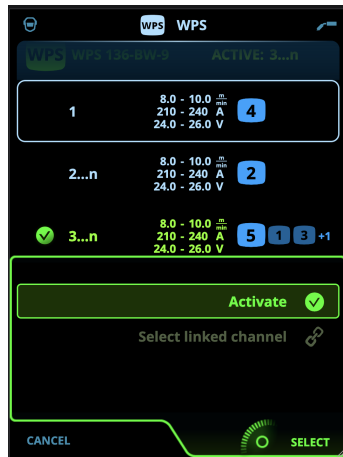 WPS WPS
WPS WPS 136-BW-9 ACTIVE: 3...n
1
8.0 - 10.0 m/min
210 - 240 A
24.0 - 26.0 V
4
2...n
8.0 - 10.0 m/min
210 - 240 A
24.0 - 26.0 V
2
3...n
8.0 - 10.0 m/min
210 - 240 A
24.0 - 26.0 V
5 1 3 +1
Activate
Select linked channel
CANCEL SELECT